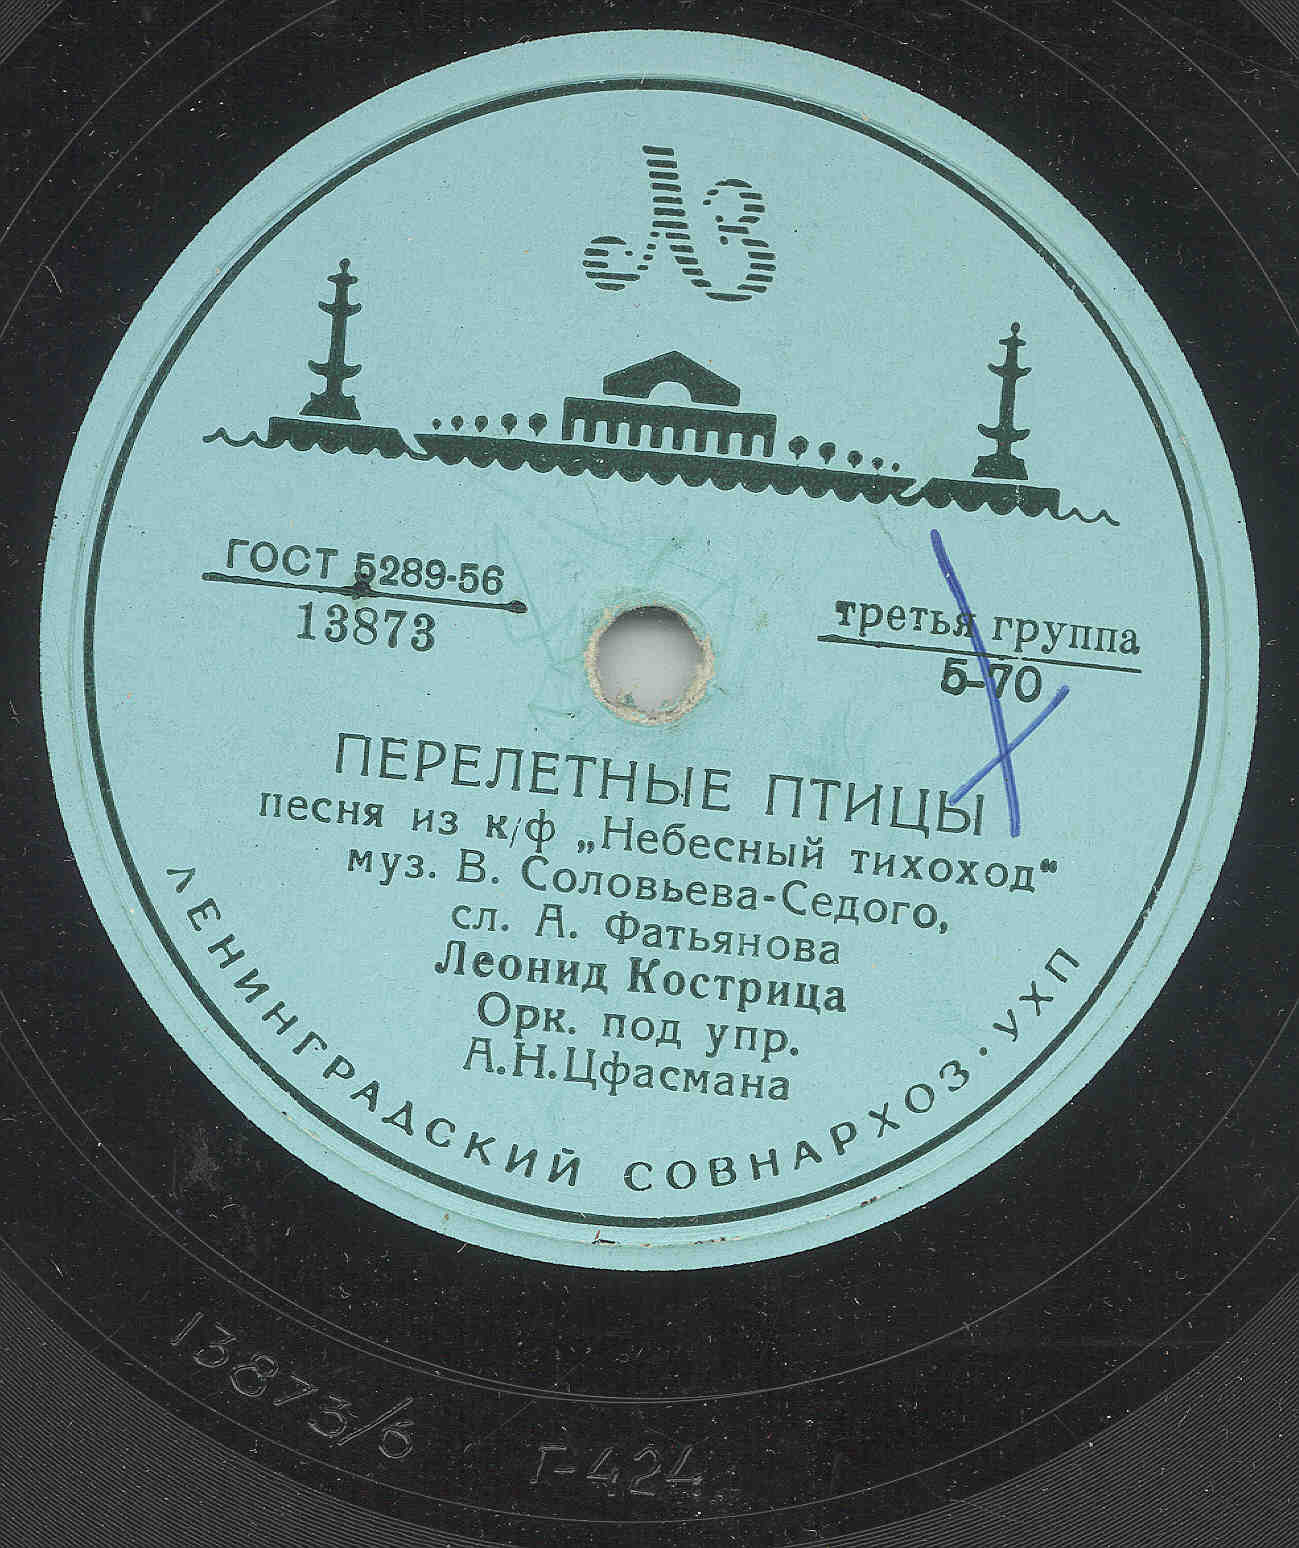 ГОСТ 5289-56
13873
третья группа
5-70
ПЕРЕЛЕТНЫЕ ПТИЦЫ
песня из к/ф „Небесный тихоход“
муз. В. Соловьева-Седого,
сл. А. Фатьянова
Леонид Кострица
Орк. под упр.
А.Н.Цфасмана
ЛЕНИНГРАДСКИЙ СОВНАРХОЗ · УХП
13873/6
Т-424